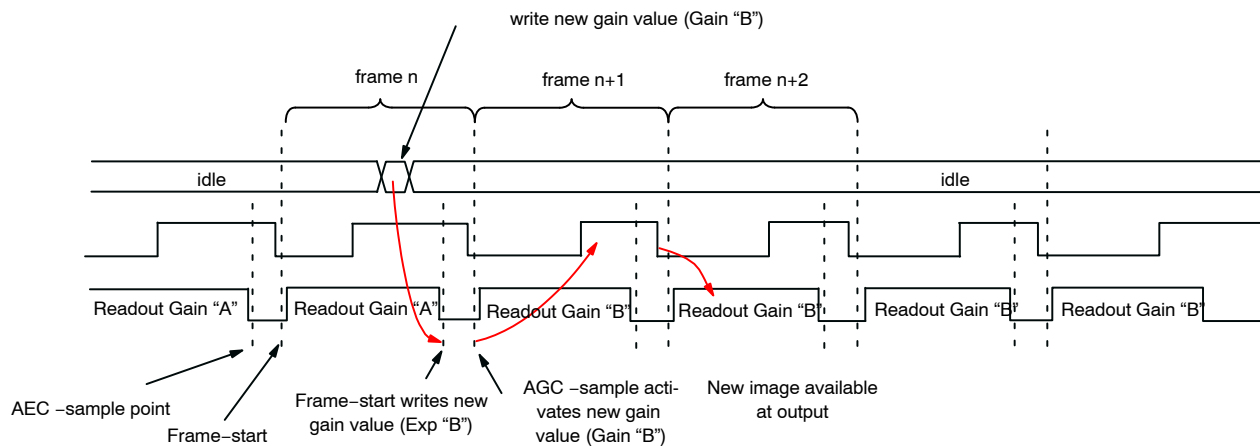 write new gain value (Gain “B”)
frame n
frame n+1
frame n+2
idle
idle
Readout Gain “A”
Readout Gain “A”
Readout Gain “B”
Readout Gain “B”
Readout Gain “B”
Readout Gain “B”
AEC −sample point
Frame−start
Frame−start writes new
gain value (Exp “B”)
AGC −sample acti-
vates new gain
value (Gain “B”)
New image available
at output